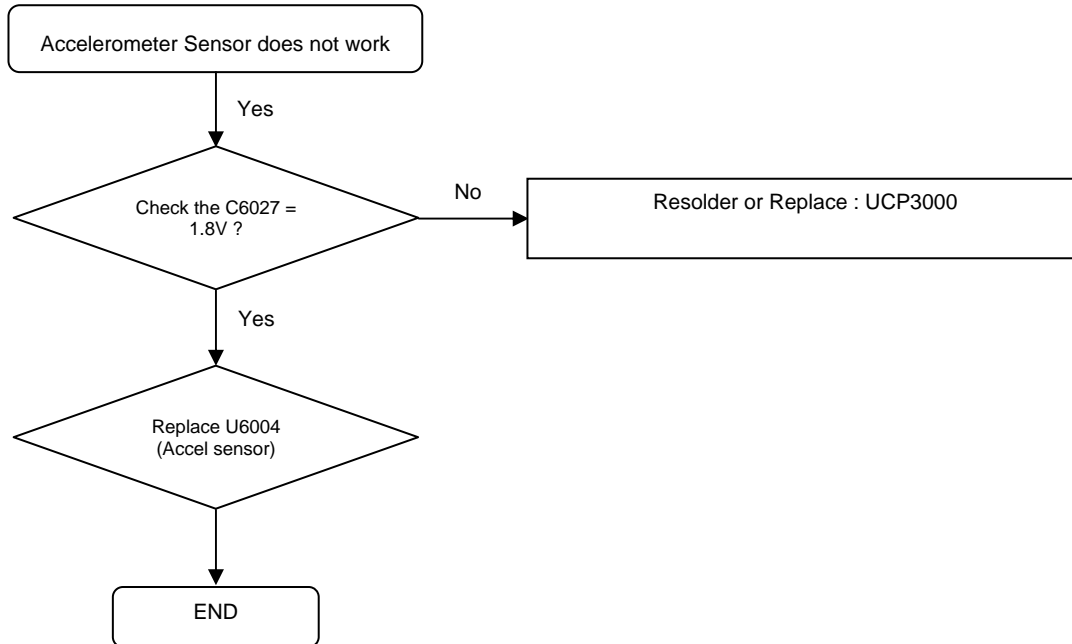 Accelerometer Sensor does not work
Yes
Check the C6027 =
1.8V ?
No
Resolder or Replace : UCP3000
Yes
Replace U6004
(Accel sensor)
END